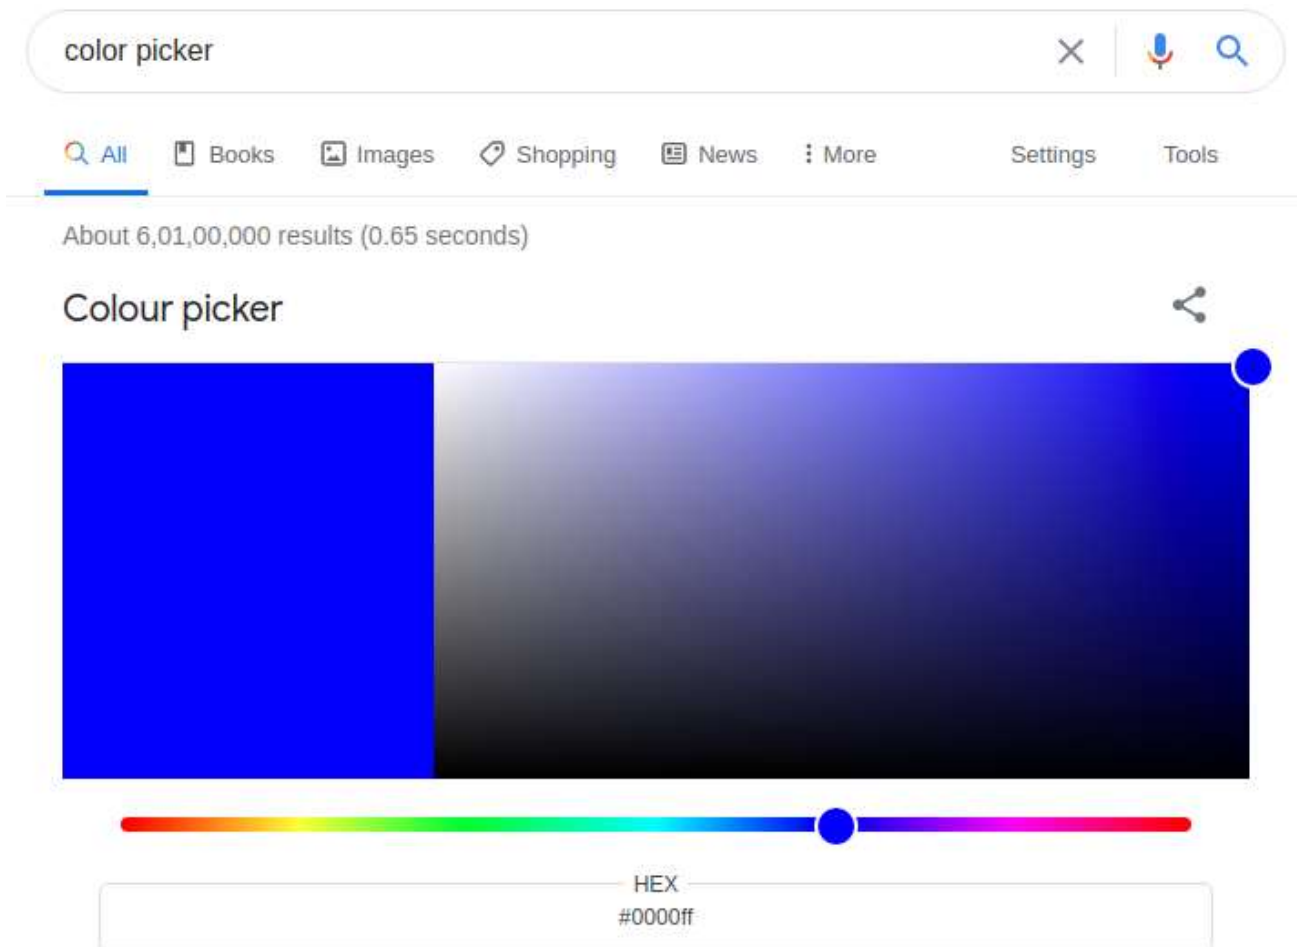 color picker
All Books Images Shopping News More Settings Tools
About 6,01,00,000 results (0.65 seconds)
Colour picker
HEX
#0000ff